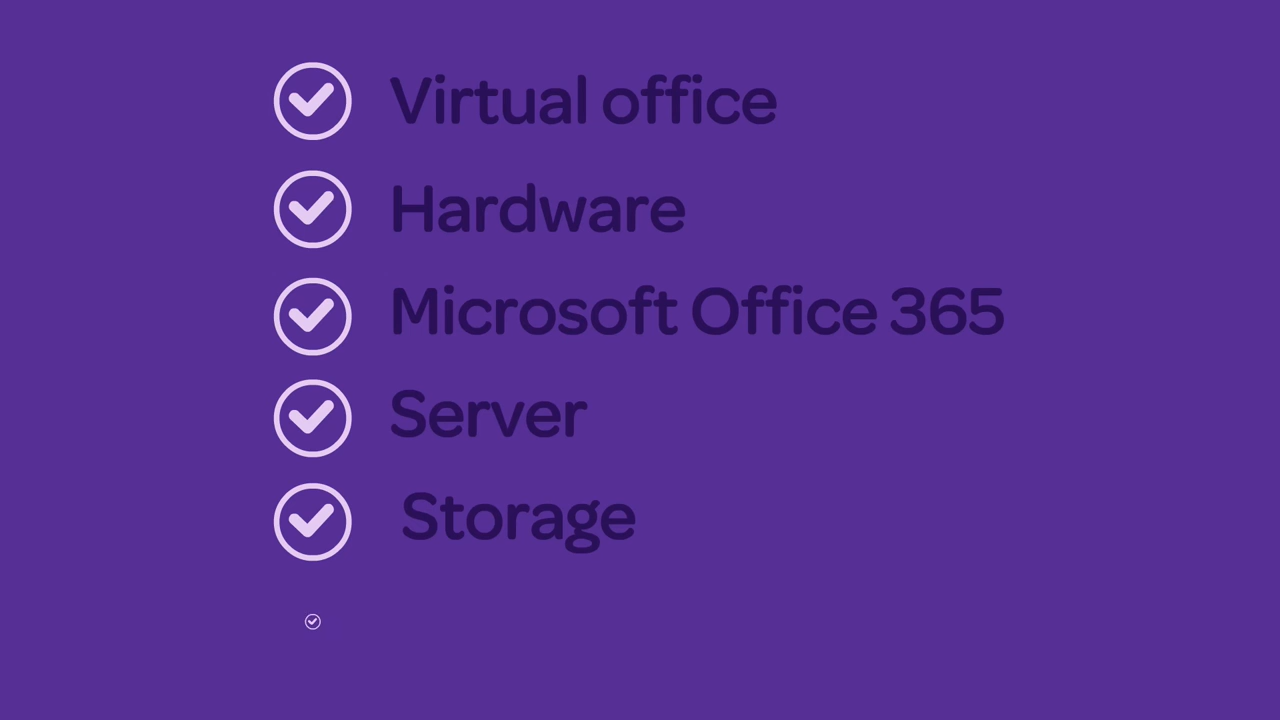 Virtual office
Hardware
Microsoft Office 365
Server
Storage